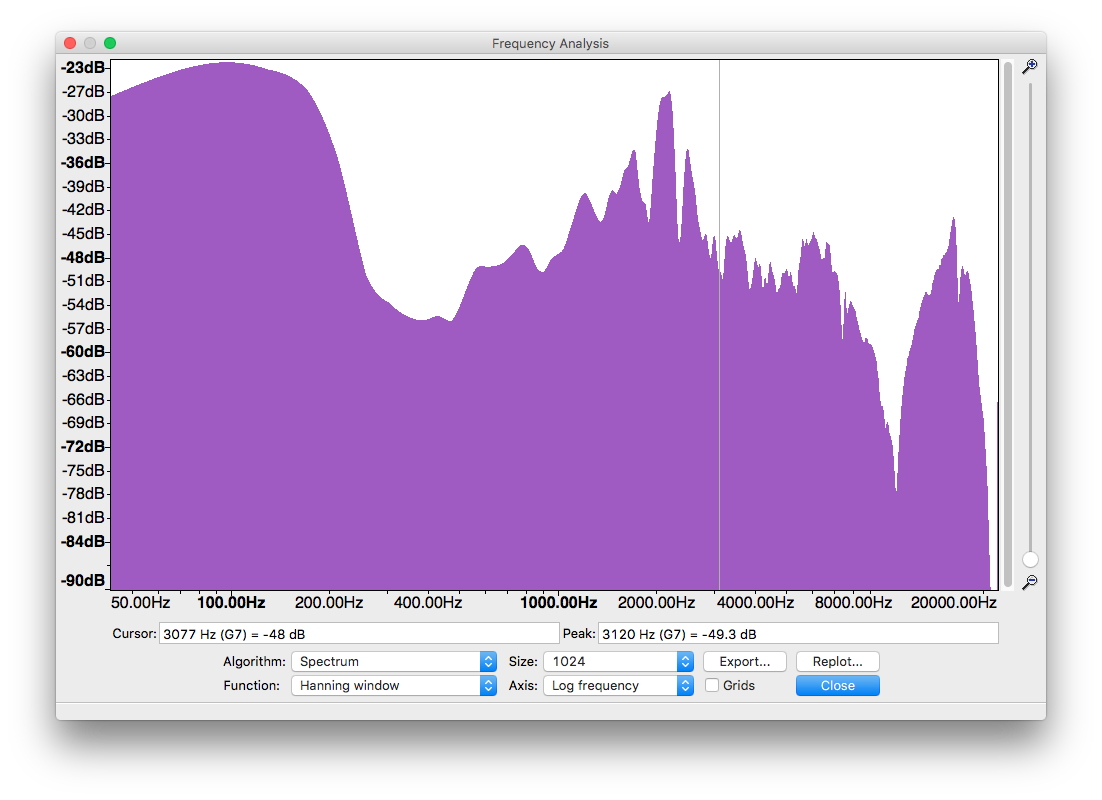 Frequency Analysis
-23dB
-27dB
-30dB
-33dB
-36dB
-39dB
-42dB
-45dB
-48dB
-51dB
-54dB
-57dB
-60dB
-63dB
-66dB
-69dB
-72dB
-75dB
-78dB
-81dB
-84dB
-90dB
50.00Hz 100.00Hz 200.00Hz 400.00Hz 1000.00Hz 2000.00Hz 4000.00Hz 8000.00Hz 20000.00Hz
Cursor: 3077 Hz (G7) = -48 dB Peak: 3120 Hz (G7) = -49.3 dB
Algorithm: Spectrum Size: 1024 Export... Replot...
Function: Hanning window Axis: Log frequency Grids Close